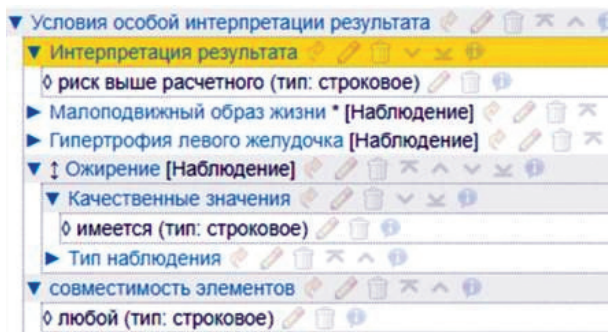 ▼ Условия особой интерпретации результата
▼ Интерпретация результата
◊ риск выше расчетного (тип: строковое)
► Малоподвижный образ жизни * [Наблюдение]
► Гипертрофия левого желудочка [Наблюдение]
▼ ↕ Ожирение [Наблюдение]
▼ Качественные значения
◊ имеется (тип: строковое)
► Тип наблюдения
▼ совместимость элементов
◊ любой (тип: строковое)